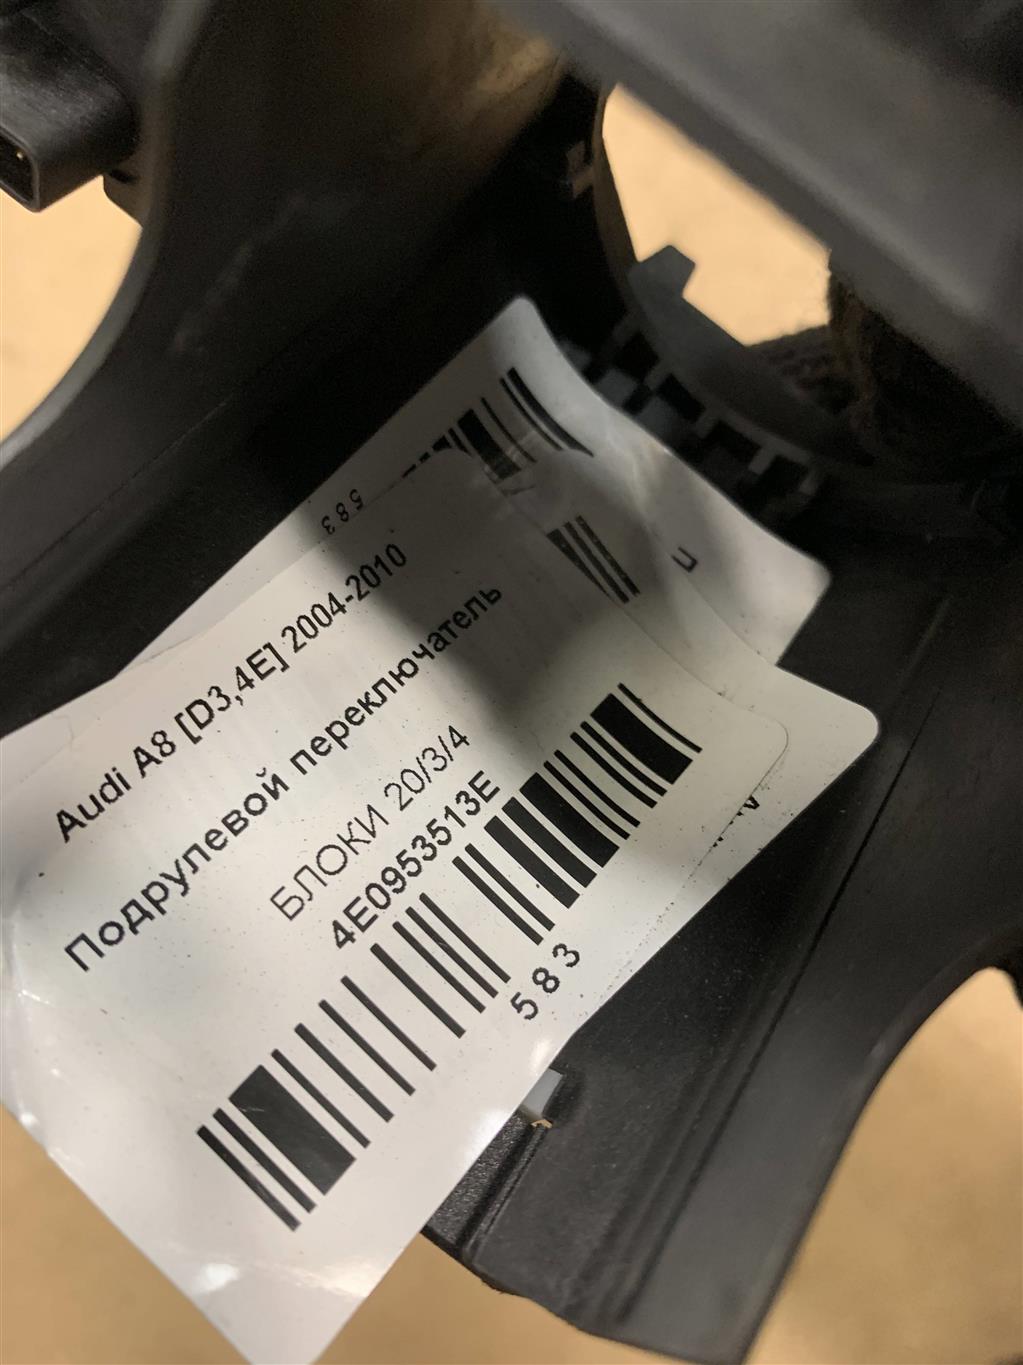 583
Audi A8 [D3,4E] 2004-2010
Подрулевой переключатель
БЛОКИ 20/3/4
4E0953513E
583